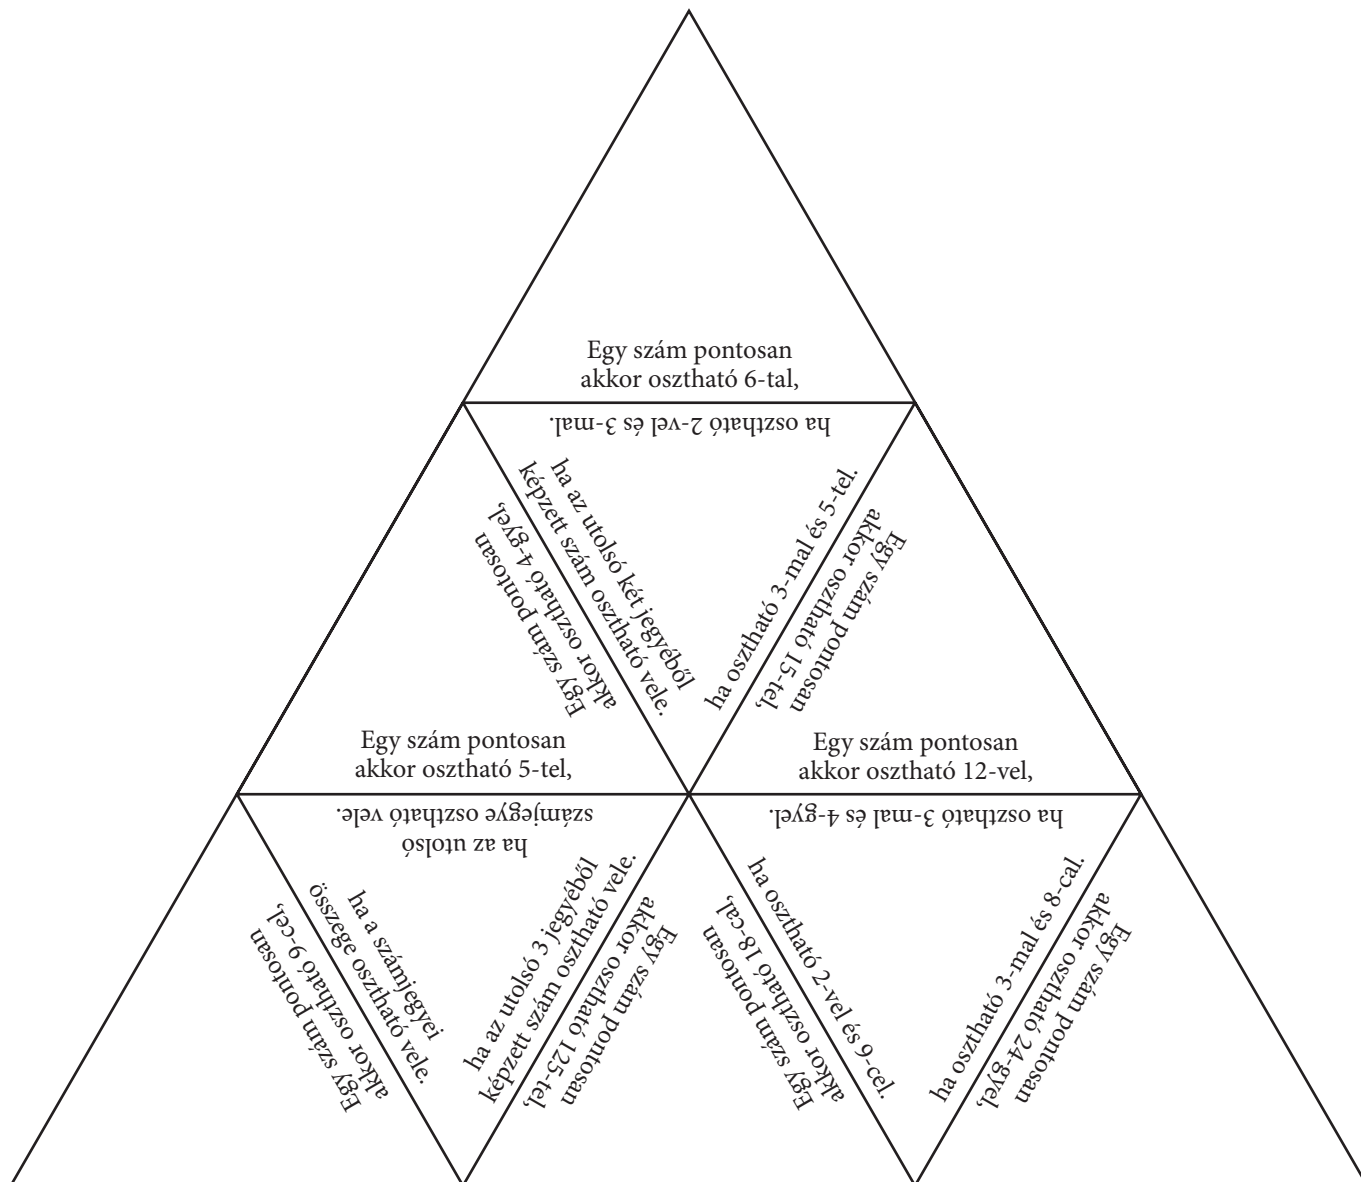 Egy szám pontosan
akkor osztható 6-tal,
ha osztható 2-vel és 3-mal.
ha az utolsó két jegyéből
képzett szám osztható vele.
Egy szám pontosan
akkor osztható 4-gyel,
ha osztható 3-mal és 5-tel.
Egy szám pontosan
akkor osztható 15-tel,
Egy szám pontosan
akkor osztható 5-tel,
ha az utolsó
számjegye osztható vele.
Egy szám pontosan
akkor osztható 12-vel,
ha osztható 3-mal és 4-gyel.
ha a számjegyei
összege osztható vele.
Egy szám pontosan
akkor osztható 9-cel,
ha az utolsó 3 jegyéből
képzett szám osztható vele.
Egy szám pontosan
akkor osztható 125-tel,
ha osztható 2-vel és 9-cel.
Egy szám pontosan
akkor osztható 18-cal,
ha osztható 3-mal és 8-cal.
Egy szám pontosan
akkor osztható 24-gyel,